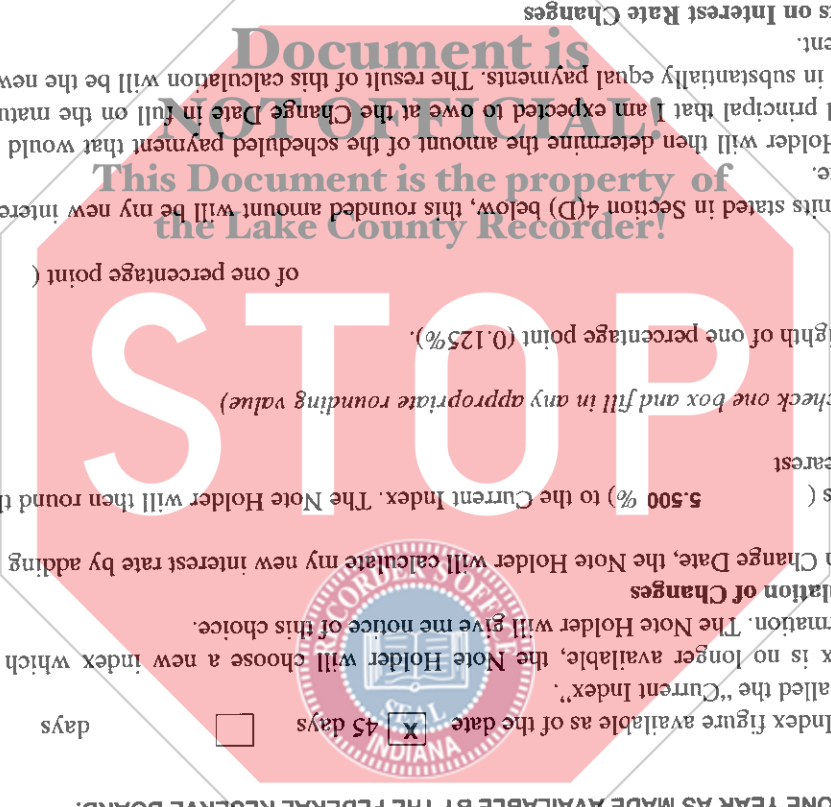 ONE YEAR AS MADE AVAILABLE BY THE FEDERAL RESERVE BOARD.
Index figure available as of the date X 45 days days
alled the "Current Index".
x is no longer available, the Note Holder will choose a new index which
rmation. The Note Holder will give me notice of this choice.
lation of Changes
h Change Date, the Note Holder will calculate my new interest rate by adding
s ( 5.500 %) to the Current Index. The Note Holder will then round th
earest
check one box and fill in any appropriate rounding value)
ighth of one percentage point (0.125%).
of one percentage point (
mits stated in Section 4(D) below, this rounded amount will be my new intere
e.
Holder will then determine the amount of the scheduled payment that would
l principal that I am expected to owe at the Change Date in full on the matu
in substantially equal payments. The result of this calculation will be the new
ent.
ts on Interest Rate Changes
Document is
NOT OFFICIAL!
This Document is the property of
the Lake County Recorder!
STOP
RECORDER'S OFFICE
SEAL
INDIANA